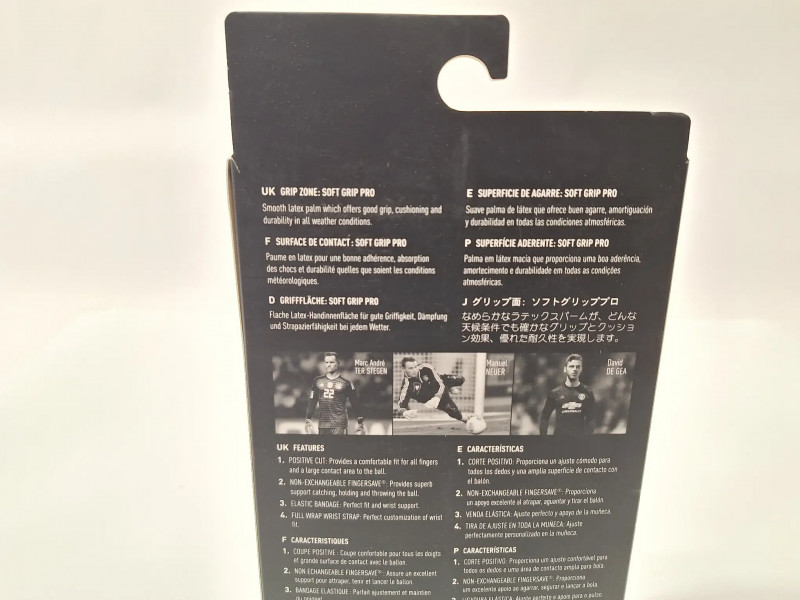 UK GRIP ZONE: SOFT GRIP PRO
Smooth latex palm which offers good grip, cushioning and
durability in all weather conditions.
F SURFACE DE CONTACT: SOFT GRIP PRO
Paume en latex pour une bonne adhérence, absorption
des chocs et durabilité quelles que soient les conditions
météorologiques.
D GRIFFFLÄCHE: SOFT GRIP PRO
Flache Latex-Handinnenfläche für gute Griffigkeit, Dämpfung
und Strapazierfähigkeit bei jedem Wetter.
E SUPERFICIE DE AGARRE: SOFT GRIP PRO
Suave palma de látex que ofrece buen agarre, amortiguación
y durabilidad en todas las condiciones atmosféricas.
P SUPERFÍCIE ADERENTE: SOFT GRIP PRO
Palma em látex macia que proporciona uma boa aderência,
amortecimento e durabilidade em todas as condições
atmosféricas.
J グリップ面: ソフトグリッププロ
なめらかなラテックスパームが、どんな
天候条件でも確かなグリップとクッショ
ン効果、優れた耐久性を実現します。
Marc André
TER STEGEN
22
Manuel
NEUER
David
DE GEA
CHEVROLET
UK FEATURES
1. POSITIVE CUT: Provides a comfortable fit for all fingers
and a large contact area to the ball.
2. NON-EXCHANGEABLE FINGERSAVE®: Provides superb
support catching, holding and throwing the ball.
3. ELASTIC BANDAGE: Perfect fit and wrist support.
4. FULL WRAP WRIST STRAP: Perfect customization of wrist
fit.
F CARACTERISTIQUES
1. COUPE POSITIVE: Coupe confortable pour tous les doigts
et grande surface de contact avec le ballon.
2. NON ECHANGEABLE FINGERSAVE®: Assure un excellent
support pour attraper, tenir et lancer le ballon.
3. BANDAGE ELASTIQUE: Parfait ajustement et maintien
du poignet
E CARACTERÍSTICAS
1. CORTE POSITIVO: Proporciona un ajuste cómodo para
todos los dedos y una amplia superficie de contacto con
el balón.
2. NON-EXCHANGEABLE FINGERSAVE®: Proporciona
un apoyo excelente al atrapar, aguantar y tirar el balón.
3. VENDA ELÁSTICA: Ajuste perfecto y apoyo de la muñeca.
4. TIRA DE AJUSTE EN TODA LA MUÑECA: Ajuste
perfectamente personalizado en la muñeca.
P CARACTERÍSTICAS
1. CORTE POSITIVO: Proporciona um ajuste confortável para
todos os dedos e uma área de contacto ampla para bola.
2. NON-EXCHANGEABLE FINGERSAVE®: Proporciona
um excelente apoio ao agarrar, segurar e lançar a bola.
3. VENDURA ELÁSTICA: Ajuste perfeito e apoio para o pulso